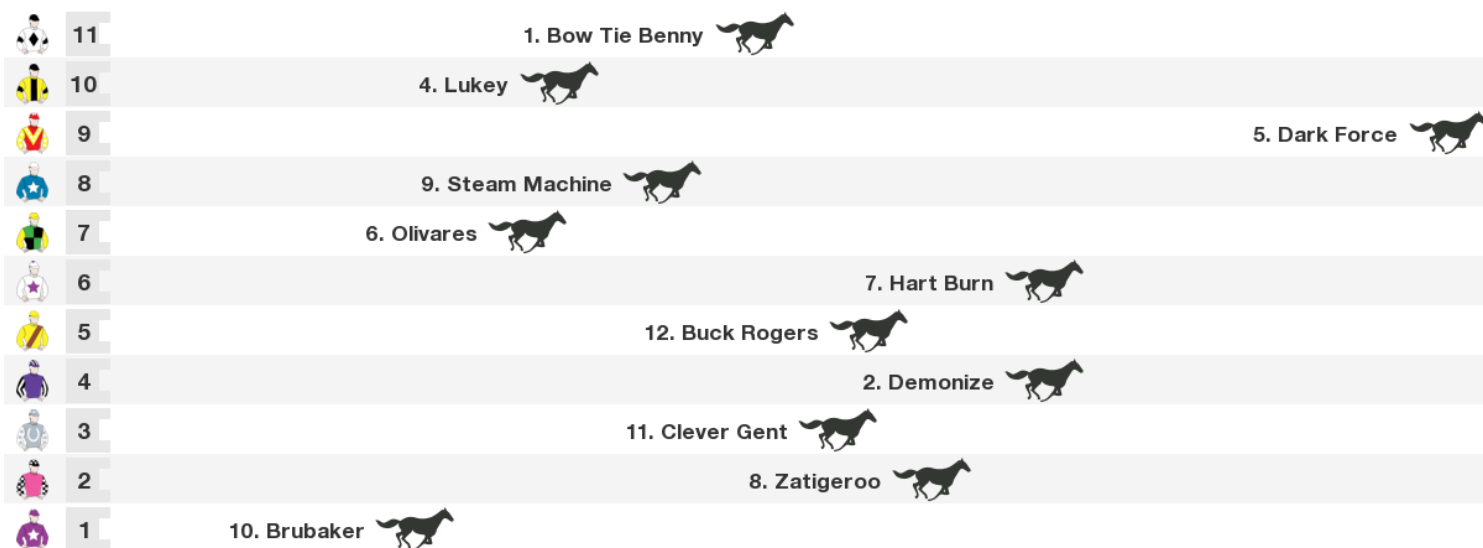 11 1. Bow Tie Benny
10 4. Lukey
9 5. Dark Force
8 9. Steam Machine
7 6. Olivares
6 7. Hart Burn
5 12. Buck Rogers
4 2. Demonize
3 11. Clever Gent
2 8. Zatigeroo
1 10. Brubaker